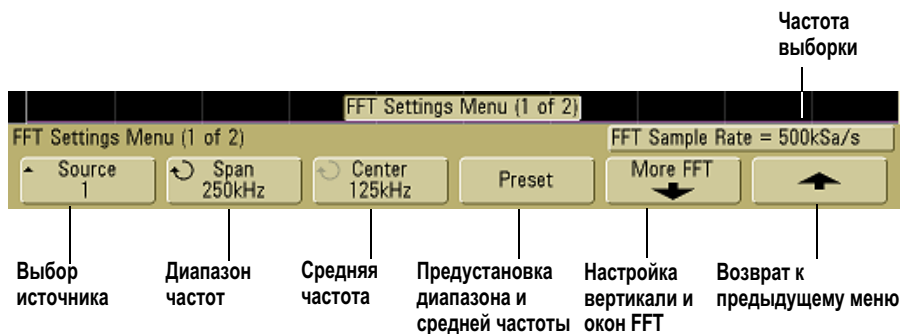 Частота
выборки
FFT Settings Menu (1 of 2)
FFT Settings Menu (1 of 2)
FFT Sample Rate = 500kSa/s
Source
1
Span
250kHz
Center
125kHz
Preset
More FFT
Выбор
источника
Диапазон
частот
Средняя
частота
Предустановка
диапазона и
средней частоты
Настройка
вертикали и
окон FFT
Возврат к
предыдущему меню